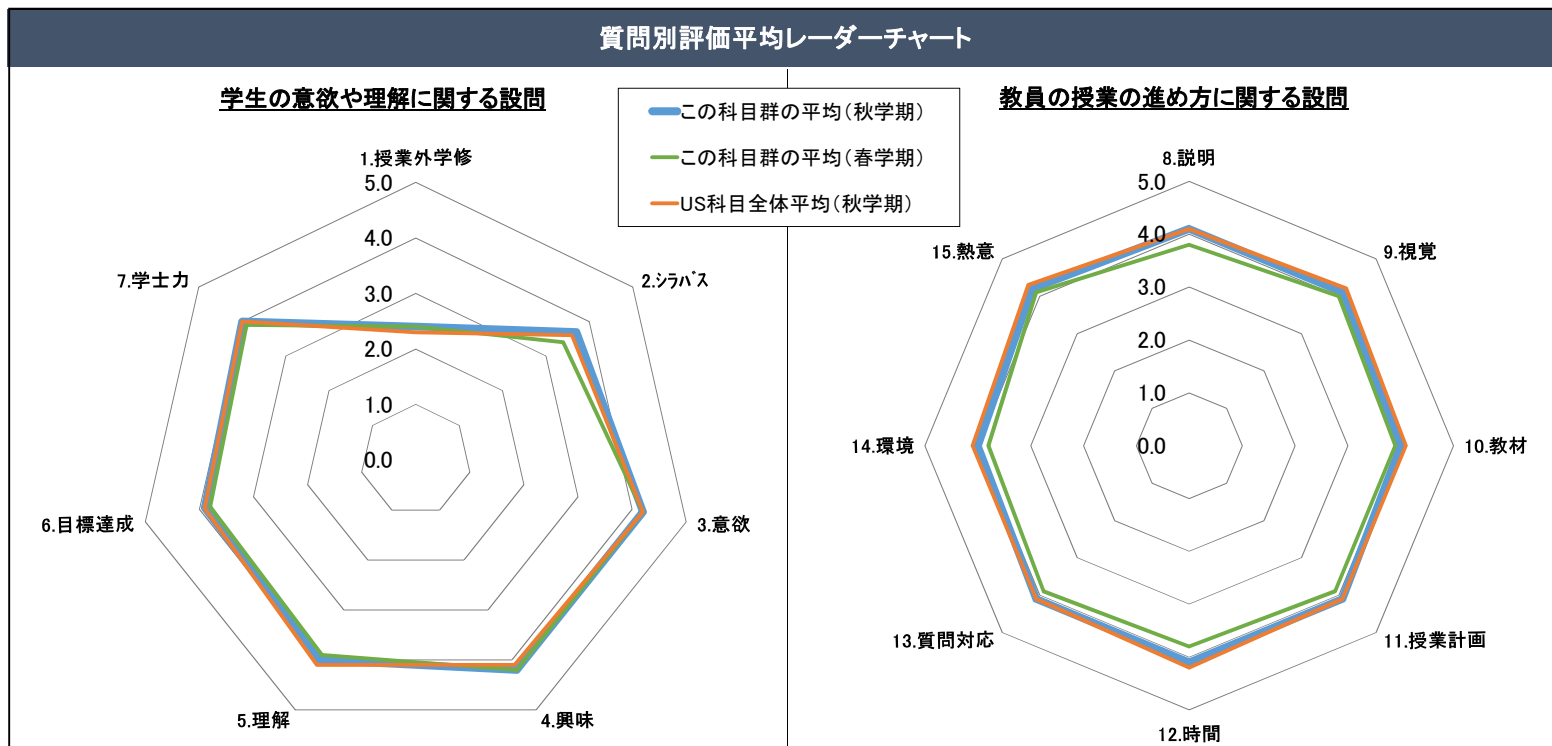 質問別評価平均レーダーチャート
学生の意欲や理解に関する設問
この科目群の平均(秋学期)
この科目群の平均(春学期)
US科目全体平均(秋学期)
教員の授業の進め方に関する設問
1.授業外学修
5.0
4.0
3.0
2.0
1.0
0.0
2.シラバス
3.意欲
4.興味
5.理解
6.目標達成
7.学士力
8.説明
5.0
4.0
3.0
2.0
1.0
0.0
9.視覚
10.教材
11.授業計画
12.時間
13.質問対応
14.環境
15.熱意